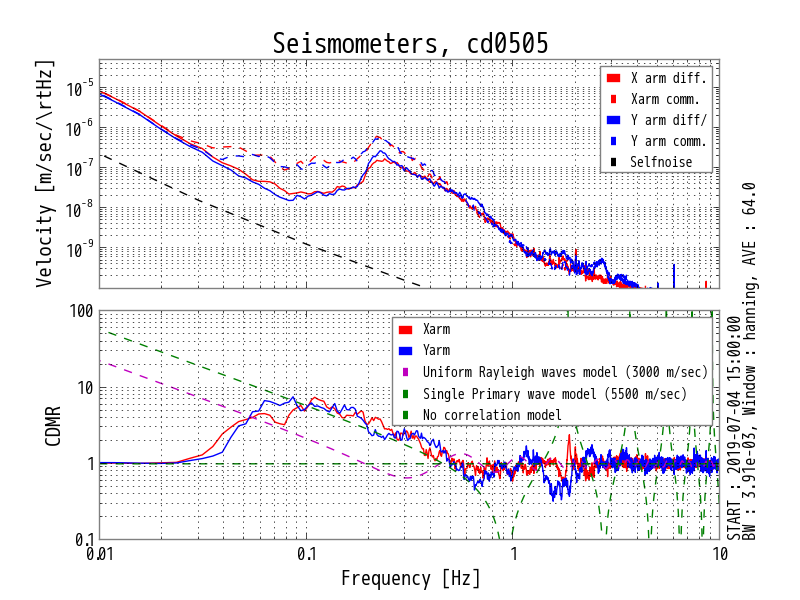 Seismometers, cd0505
Velocity [m/sec/\rtHz]
10^-5
10^-6
10^-7
10^-8
10^-9
X arm diff.
Xarm comm.
Y arm diff/
Y arm comm.
Selfnoise
CDMR
100
10
1
0.1
Xarm
Yarm
Uniform Rayleigh waves model (3000 m/sec)
Single Primary wave model (5500 m/sec)
No correlation model
0.01
0.1
1
10
Frequency [Hz]
START : 2019-07-04 15:00:00
BW : 3.91e-03, Window : hanning, AVE : 64.0